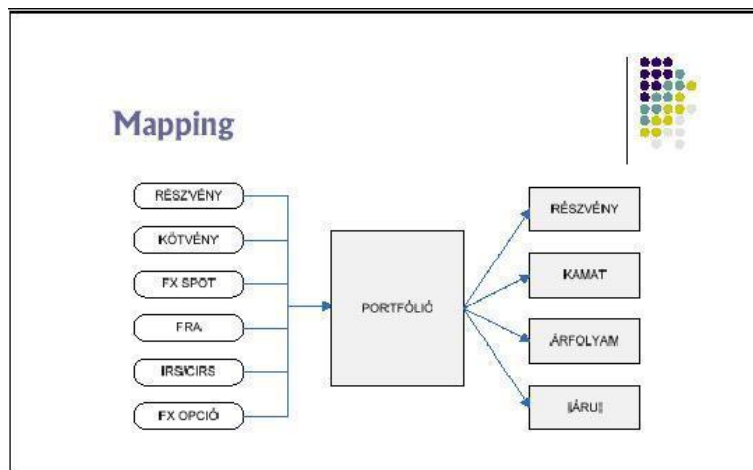 Mapping
RÉSZVÉNY
KÖTVÉNY
FX SPOT
FRA
IRS/CIRS
FX OPCIÓ
PORTFÓLIÓ
RÉSZVÉNY
KAMAT
ÁRFOLYAM
[ÁRU]